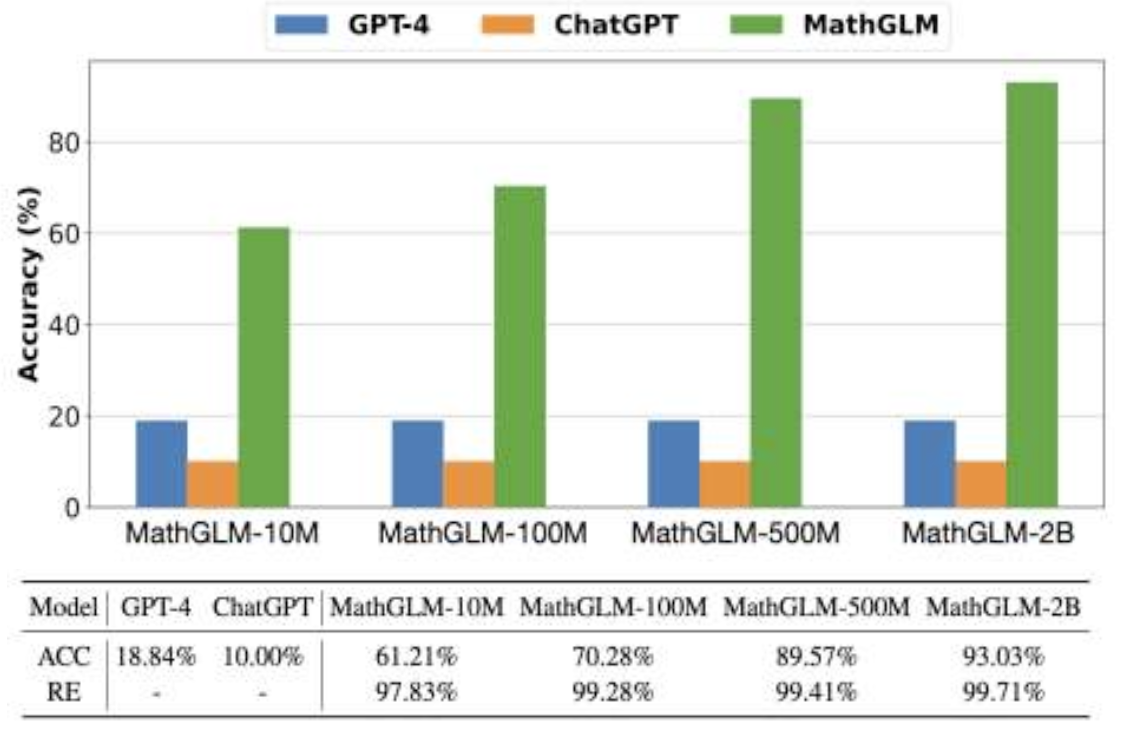 GPT-4 ChatGPT MathGLM
Accuracy (%)
80
60
40
20
0
MathGLM-10M MathGLM-100M MathGLM-500M MathGLM-2B
Model GPT-4 ChatGPT MathGLM-10M MathGLM-100M MathGLM-500M MathGLM-2B
ACC 18.84% 10.00% 61.21% 70.28% 89.57% 93.03%
RE - - 97.83% 99.28% 99.41% 99.71%